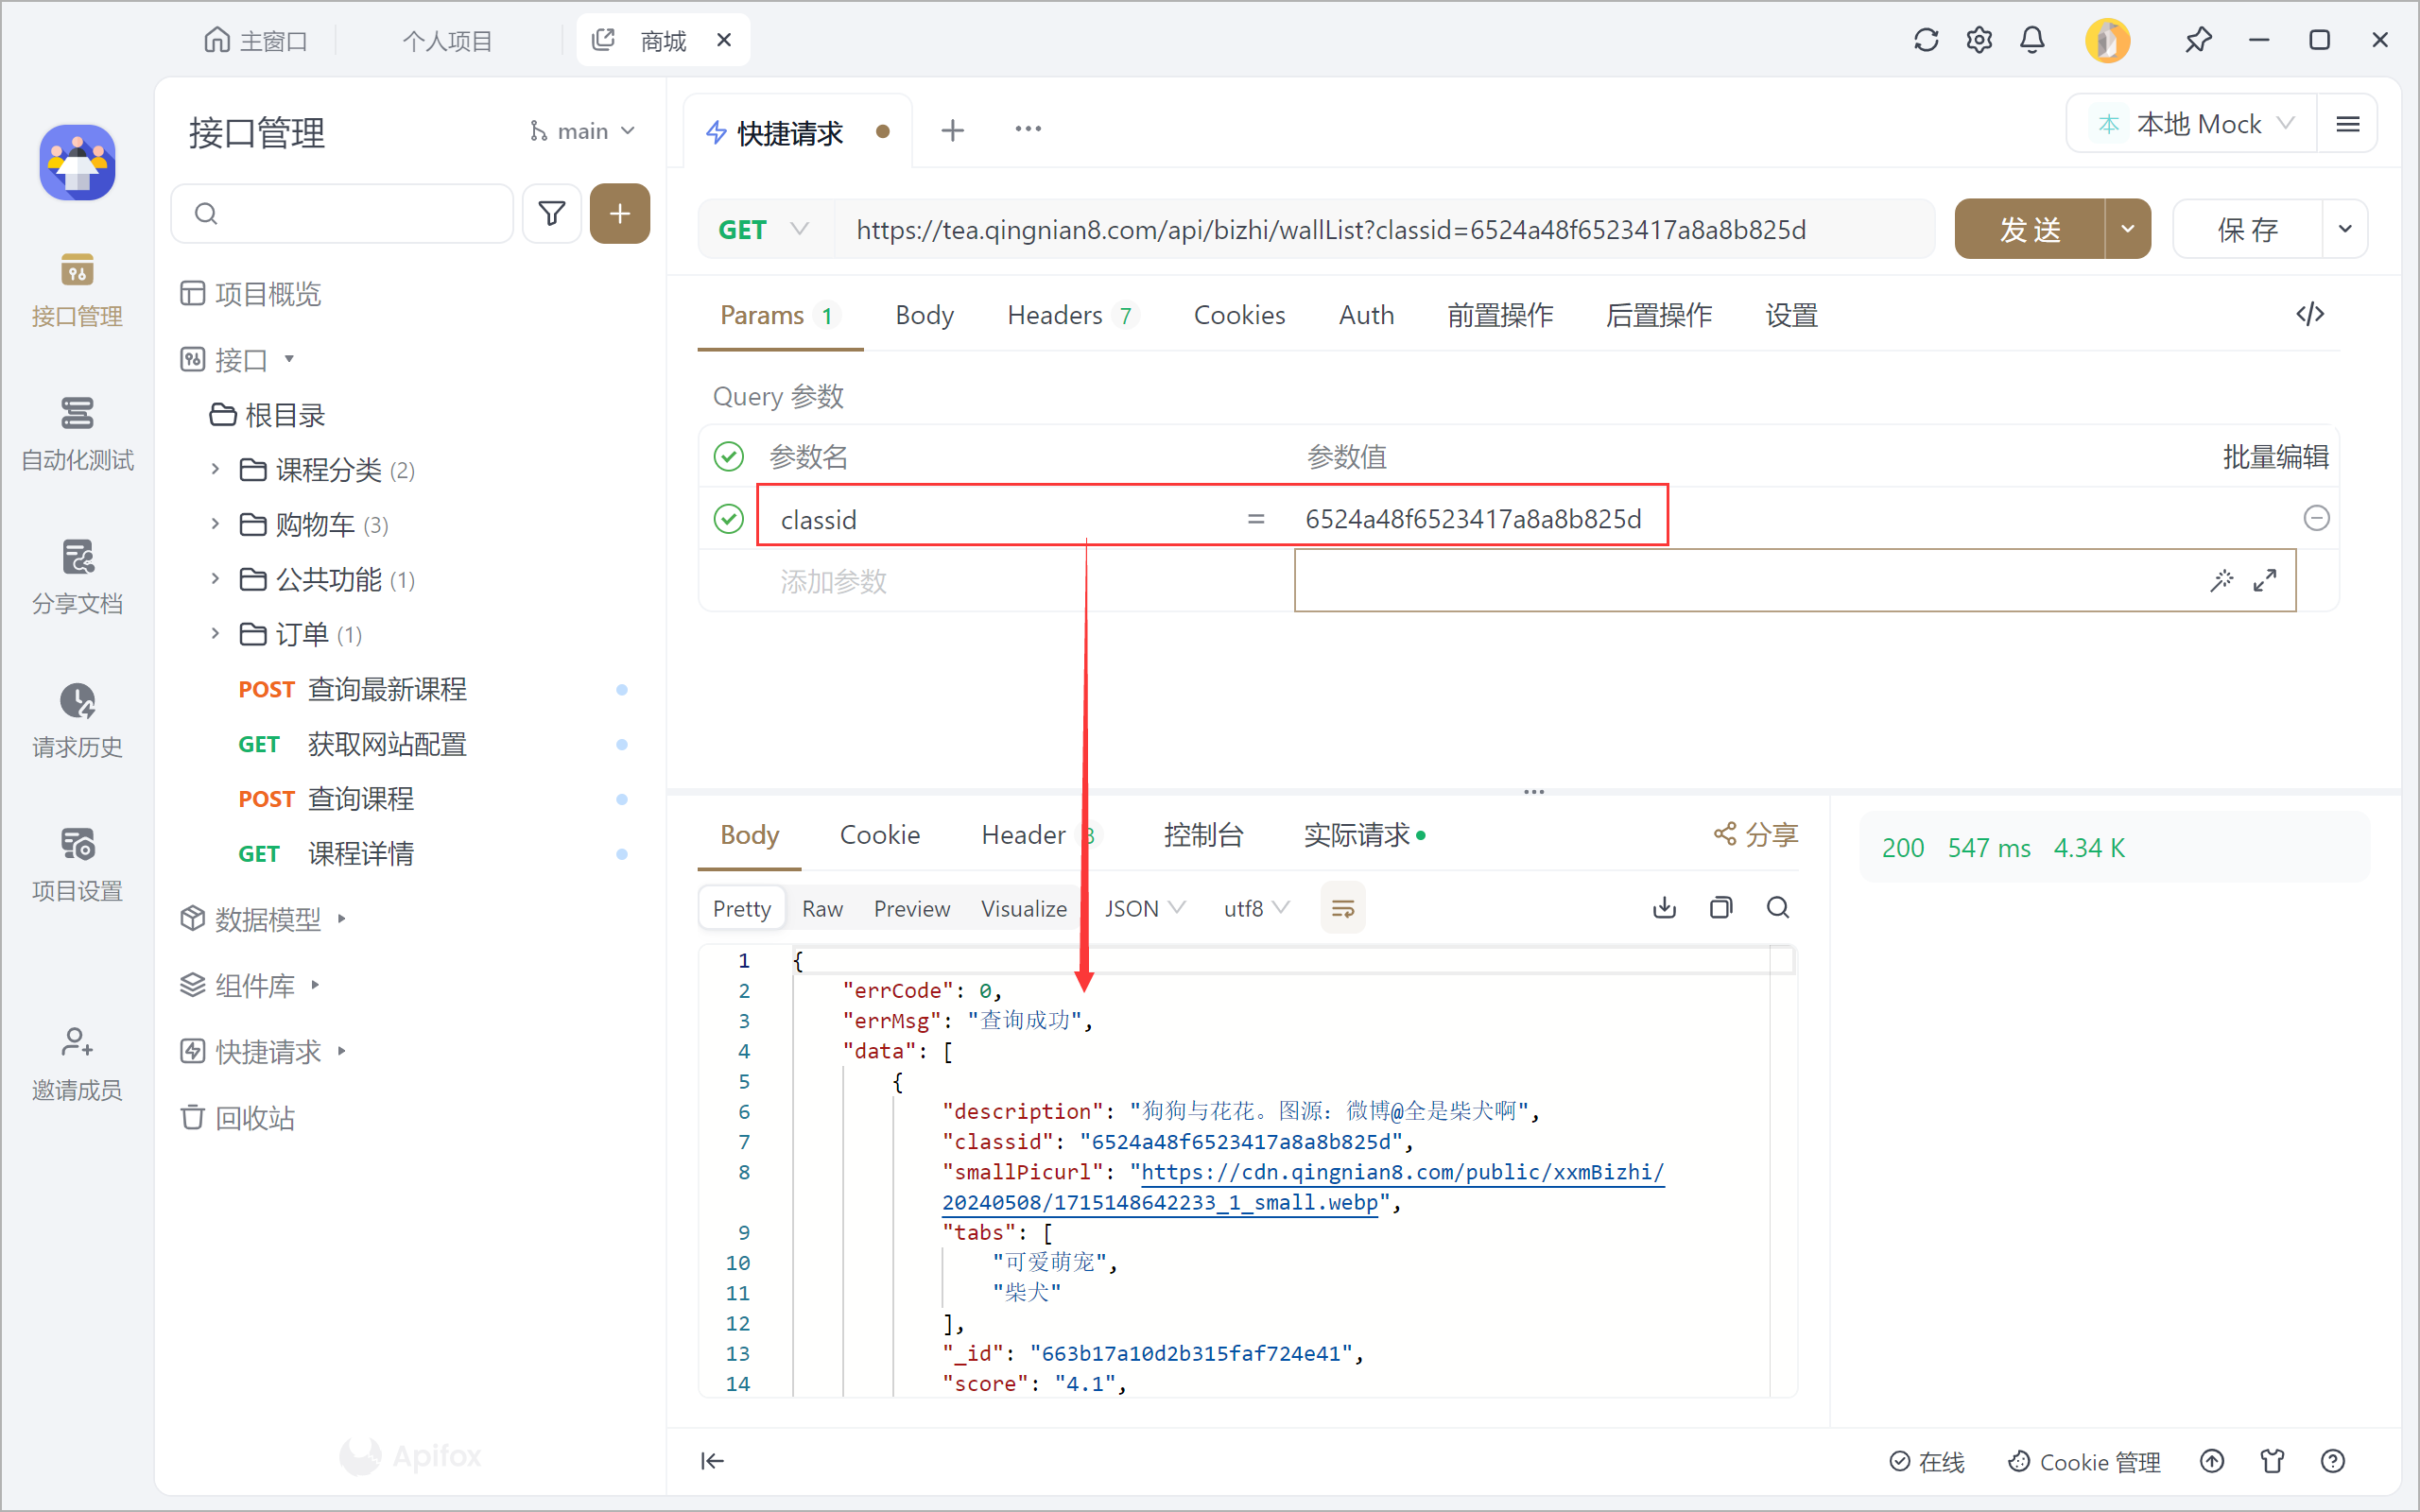 主窗口
个人项目
商城
接口管理
main
接口管理
自动化测试
分享文档
请求历史
项目设置
邀请成员
项目概览
接口
根目录
课程分类 (2)
购物车 (3)
公共功能 (1)
订单 (1)
POST 查询最新课程
GET 获取网站配置
POST 查询课程
GET 课程详情
数据模型
组件库
快捷请求
回收站
Apifox
快捷请求
本 本地 Mock
GET https://tea.qingnian8.com/api/bizhi/wallList?classid=6524a48f6523417a8a8b825d
发 送
保 存
Params 1 Body Headers 7 Cookies Auth 前置操作 后置操作 设置
Query 参数
参数名 参数值 批量编辑
classid = 6524a48f6523417a8a8b825d
添加参数
Body Cookie Header 实际请求 控制台 分享
200 547 ms 4.34 K
Pretty Raw Preview Visualize JSON utf8
1 {
2 "errCode": 0,
3 "errMsg": "查询成功",
4 "data": [
5 {
6 "description": "狗狗与花花。图源：微博@全是柴犬啊",
7 "classid": "6524a48f6523417a8a8b825d",
8 "smallPicurl": "https://cdn.qingnian8.com/public/xxmBizhi/
20240508/1715148642233_1_small.webp",
9 "tabs": [
10 "可爱萌宠",
11 "柴犬"
12 ],
13 "_id": "663b17a10d2b315faf724e41",
14 "score": "4.1",
在线
Cookie 管理